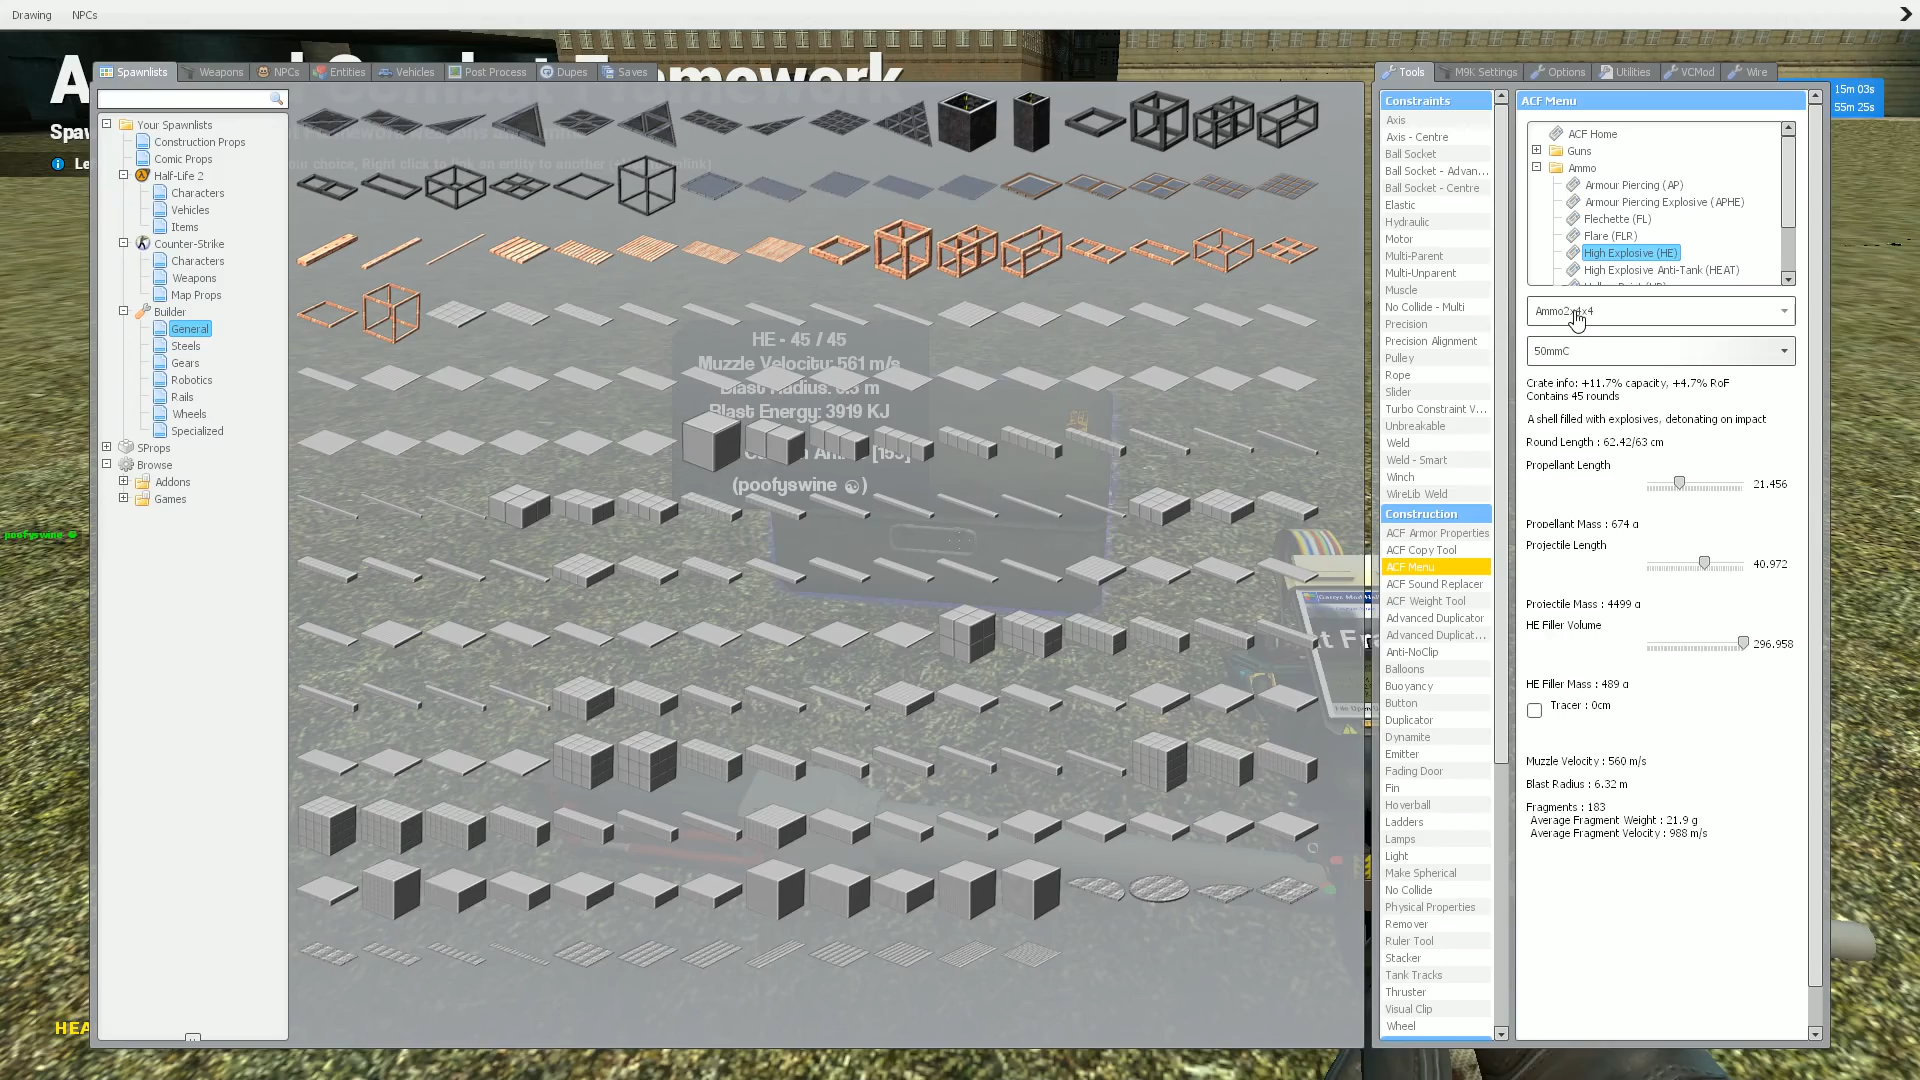 Drawing NPCs
Spawnlists Weapons NPCs Entities Vehicles Post Process Dupes Saves
Your Spawnlists
Construction Props
Comic Props
Half-Life 2
Characters
Vehicles
Items
Counter-Strike
Characters
Weapons
Map Props
Builder
General
Steels
Gears
Robotics
Rails
Wheels
Specialized
SProps
Browse
Addons
Games
HE - 45 / 45
Muzzle Velocity: 561 m/s
Blast Radius: 6.3 m
Blast Energy: 3919 KJ
(poofyswine ☯)
poofyswine
HEA
Tools M9K Settings Options Utilities VCMod Wire
15m 03s
55m 25s
Constraints
Axis
Axis - Centre
Ball Socket
Ball Socket - Advan...
Ball Socket - Centre
Elastic
Hydraulic
Motor
Multi-Parent
Multi-Unparent
Muscle
No Collide - Multi
Precision
Precision Alignment
Pulley
Rope
Slider
Turbo Constraint V...
Unbreakable
Weld
Weld - Smart
Winch
WireLib Weld
Construction
ACF Armor Properties
ACF Copy Tool
ACF Menu
ACF Sound Replacer
ACF Weight Tool
Advanced Duplicator
Advanced Duplicat...
Anti-NoClip
Balloons
Buoyancy
Button
Duplicator
Dynamite
Emitter
Fading Door
Fin
Hoverball
Ladders
Lamps
Light
Make Spherical
No Collide
Physical Properties
Remover
Ruler Tool
Stacker
Tank Tracks
Thruster
Visual Clip
Wheel
ACF Menu
ACF Home
Guns
Ammo
Armour Piercing (AP)
Armour Piercing Explosive (APHE)
Flechette (FL)
Flare (FLR)
High Explosive (HE)
High Explosive Anti-Tank (HEAT)
Ammo2x4x4
50mmC
Crate info: +11.7% capacity, +4.7% RoF
Contains 45 rounds
A shell filled with explosives, detonating on impact
Round Length : 62.42/63 cm
Propellant Length
21.456
Propellant Mass : 674 g
Projectile Length
40.972
Projectile Mass : 4499 g
HE Filler Volume
296.958
HE Filler Mass : 489 g
Tracer : 0cm
Muzzle Velocity : 560 m/s
Blast Radius : 6.32 m
Fragments : 183
Average Fragment Weight : 21.9 g
Average Fragment Velocity : 988 m/s